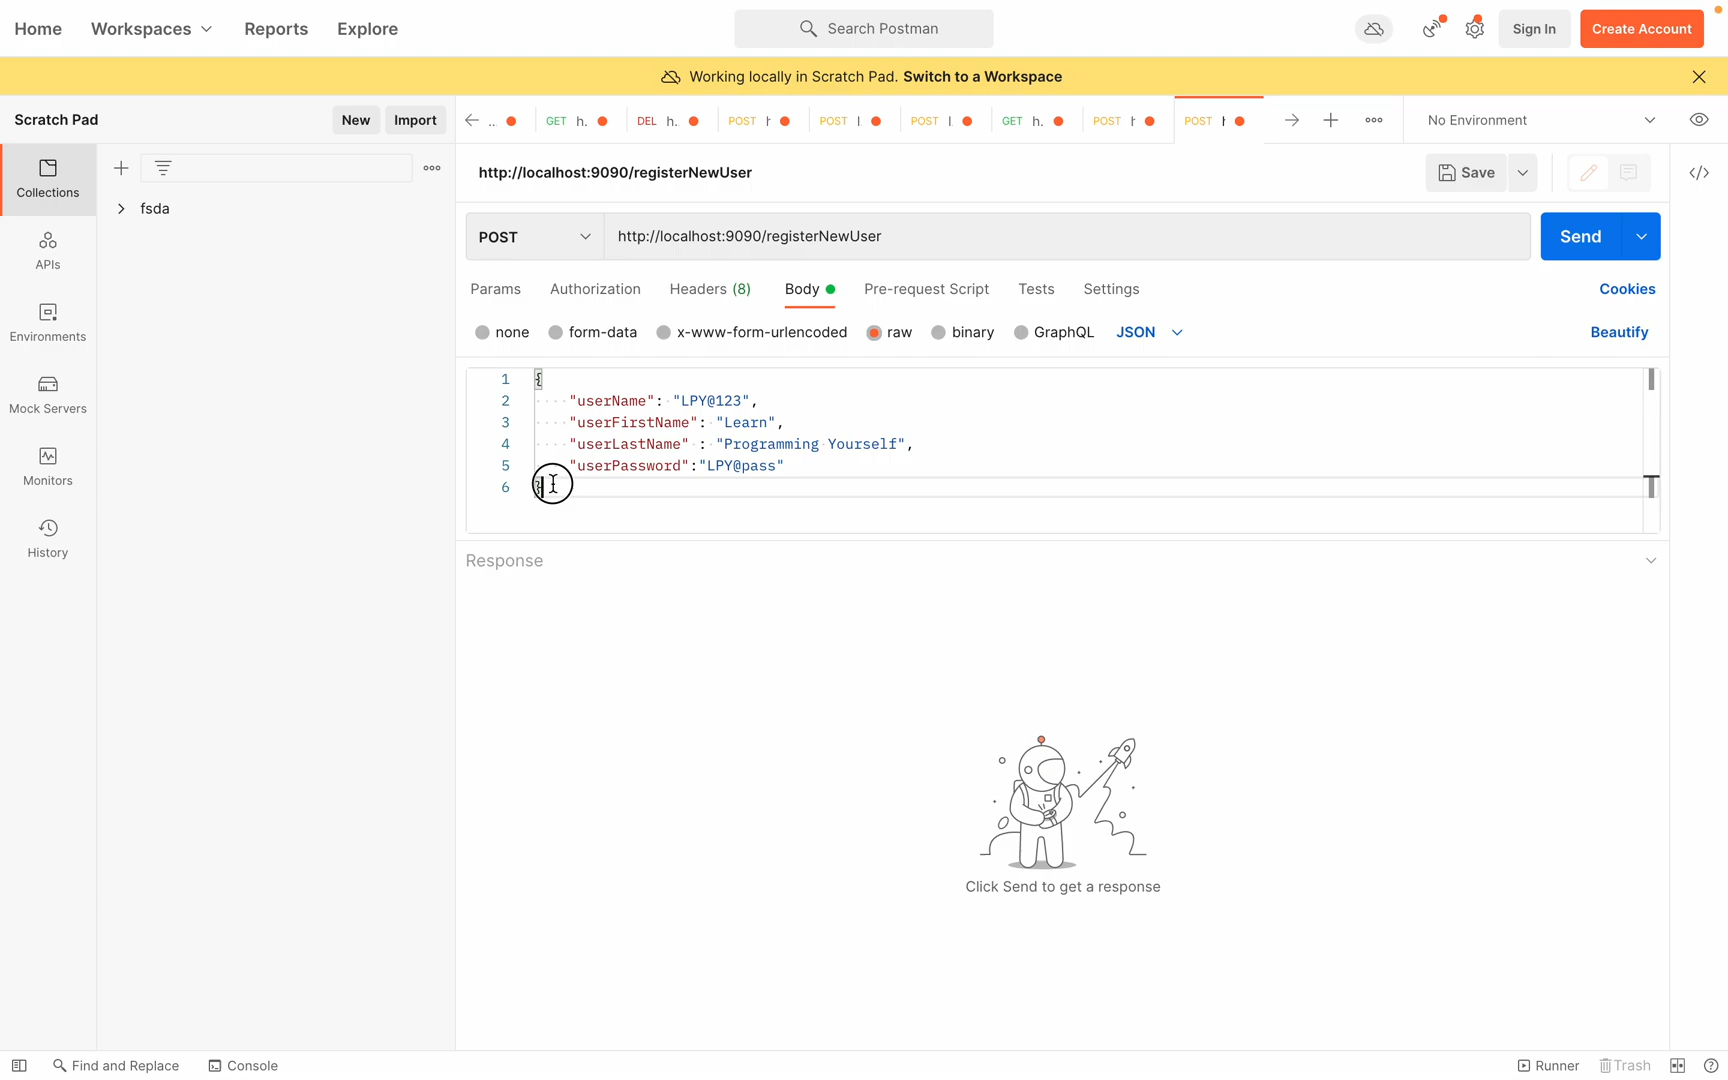 Home Workspaces Reports Explore Search Postman Sign In Create Account
Working locally in Scratch Pad. Switch to a Workspace
Scratch Pad New Import ... GET h. DEL h. POST POST l. POST l. GET h. POST POST No Environment
Collections
fsda
APIs
Environments
Mock Servers
Monitors
History
http://localhost:9090/registerNewUser Save
POST http://localhost:9090/registerNewUser Send
Params Authorization Headers (8) Body Pre-request Script Tests Settings Cookies
none form-data x-www-form-urlencoded raw binary GraphQL JSON Beautify
1 {
2 "userName": "LPY@123",
3 "userFirstName": "Learn",
4 "userLastName" : "Programming Yourself",
5 "userPassword":"LPY@pass"
6 }
Response
Click Send to get a response
Find and Replace Console Runner Trash